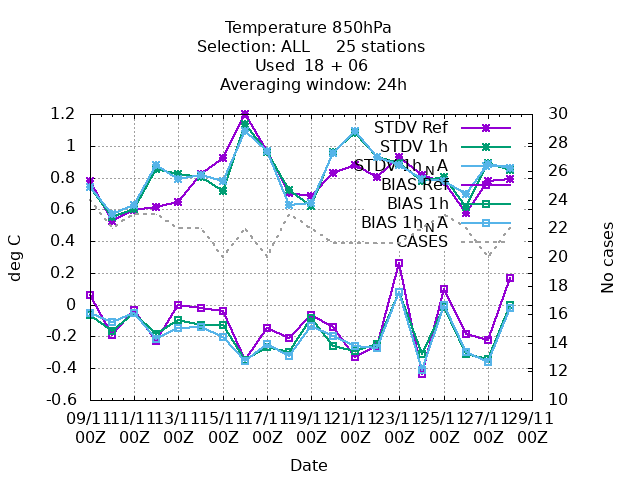 Temperature 850hPa
Selection: ALL     25 stations
Used  18 + 06
Averaging window: 24h
deg C
1.2
1
0.8
0.6
0.4
0.2
0
-0.2
-0.4
-0.6
STDV Ref
STDV 1h
STDV 1h_NA
BIAS Ref
BIAS 1h
BIAS 1h_NA
CASES
30
28
26
24
22
20
18
16
14
12
10
No cases
09/11 11/11 13/11 15/11 17/11 19/11 21/11 23/11 25/11 27/11 29/11
00Z 00Z 00Z 00Z 00Z 00Z 00Z 00Z 00Z 00Z 00Z
Date